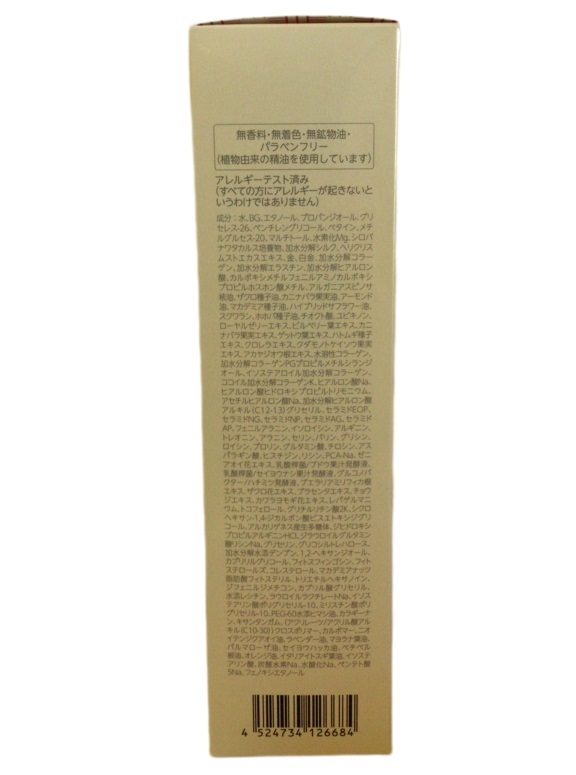 無香料・無着色・無鉱物油・
パラベンフリー
(植物由来の精油を使用しています)
アレルギーテスト済み
(すべての方にアレルギーが起きないと
いうわけではありません)
成分：水、BG、エタノール、プロパンジオール、グリ
セレス-26、ペンチレングリコール、ベタイン、メチ
ルグルセス-20、マルチトール、水素化Mg、シロバ
ナワタカルス培養物、加水分解シルク、ヘリクリス
ムストエカスエキス、金、白金、加水分解コラー
ゲン、加水分解エラスチン、加水分解ヒアルロン
酸、カルボキシメチルフェニルアミノカルボキシ
プロピルホスホン酸メチル、アルガニアスピノサ
核油、ザクロ種子油、カニナバラ果実油、アーモンド
油、マカデミア種子油、ハイブリッドサフラワー油、
スクワラン、ホホバ種子油、チオクト酸、ユビキノン、
ローヤルゼリーエキス、ビルベリー葉エキス、カニ
ナバラ果実エキス、ゲットウ葉エキス、ハトムギ種子
エキス、クロレラエキス、クダモノトケイソウ果実
エキス、アカヤジオウ根エキス、水溶性コラーゲン、
加水分解コラーゲンPGプロピルメチルシランジ
オール、イソステアロイル加水分解コラーゲン、
ココイル加水分解コラーゲンK、ヒアルロン酸Na、
ヒアルロン酸ヒドロキシプロピルトリモニウム、
アセチルヒアルロン酸Na、加水分解ヒアルロン酸
アルキル(C12-13)グリセリル、セラミドEOP、
セラミドNG、セラミドNP、セラミドAG、セラミド
AP、フェニルアラニン、イソロイシン、アルギニン、
トレオニン、アラニン、セリン、バリン、グリシン、
ロイシン、プロリン、グルタミン酸、チロシン、アス
パラギン酸、ヒスチジン、リシン、PCA-Na、ゼニ
アオイ花エキス、乳酸桿菌/ブドウ果汁発酵液、
乳酸桿菌/セイヨウナシ果汁発酵液、グルコノバ
クター/ハチミツ発酵液、プエラリアミリフィカ根
エキス、ザクロ花エキス、プラセンタエキス、チョウ
ジエキス、カワラヨモギ花エキス、レパゲルマニ
ウム、トコフェロール、グリチルリチン酸2K、シクロ
ヘキサン-1,4-ジカルボン酸ビスエトキシジグリ
コール、アルカリゲネス産生多糖体、ジヒドロキシ
プロピルアルギニンHCl、ジラウロイルグルタミン
酸リシンNa、グリセリン、グリコシルトレハロース、
加水分解水添デンプン、1,2-ヘキサンジオール、
カプリリルグリコール、フィトスフィンゴシン、フィト
ステロールズ、コレステロール、マカデミアナッツ
脂肪酸フィトステリル、トリエチルヘキサノイン、
ジフェニルジメチコン、カプリル酸グリセリル、
水添レシチン、ラウロイルラクチレートNa、イソス
テアリン酸ポリグリセリル-10、ミリスチン酸ポリ
グリセリル-10、PEG-60水添ヒマシ油、カラギーナ
ン、キサンタンガム、(アクリレーツ/アクリル酸アル
キル(C10-30))クロスポリマー、カルボマー、ニオ
イテンジクアオイ油、ラベンダー油、マヨラナ葉油、
パルマローザ油、セイヨウハッカ油、ベチベル
根油、オレンジ油、イタリアイトスギ葉油、イソステ
アリン酸、炭酸水素Na、水酸化Na、ペンテト酸
5Na、フェノキシエタノール
4 524734 126684